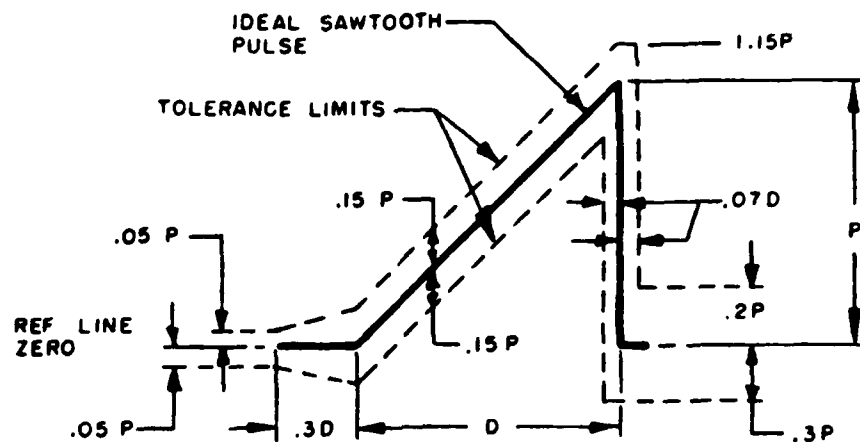 IDEAL SAWTOOTH
PULSE
1.15P
TOLERANCE LIMITS
.15 P
.07D
.05 P
P
REF LINE
ZERO
.2P
.15 P
.05 P
.3D
D
.3P